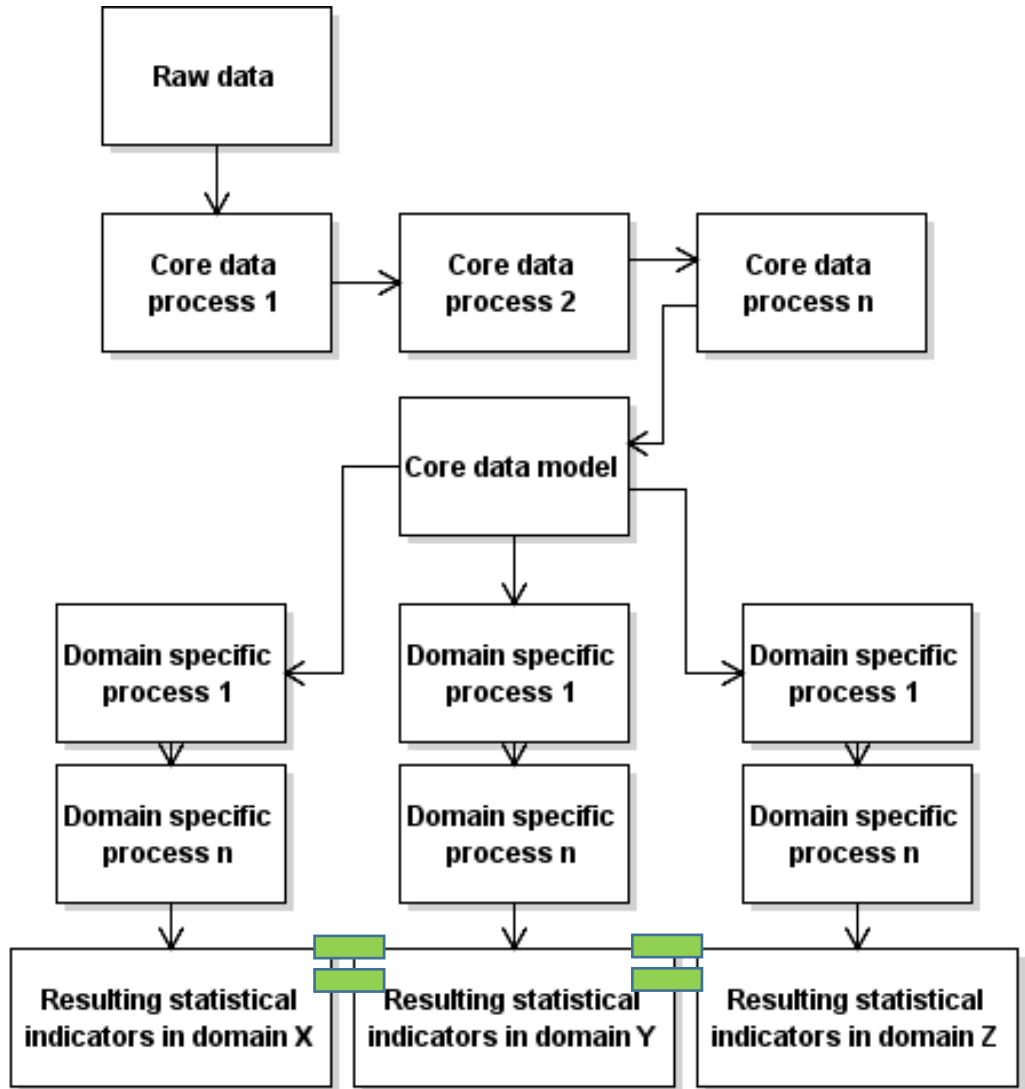 Raw data
Core data
process 1
Core data
process 2
Core data
process n
Core data model
Domain specific
process 1
Domain specific
process 1
Domain specific
process 1
Domain specific
process n
Domain specific
process n
Domain specific
process n
Resulting statistical
indicators in domain X
Resulting statistical
indicators in domain Y
Resulting statistical
indicators in domain Z